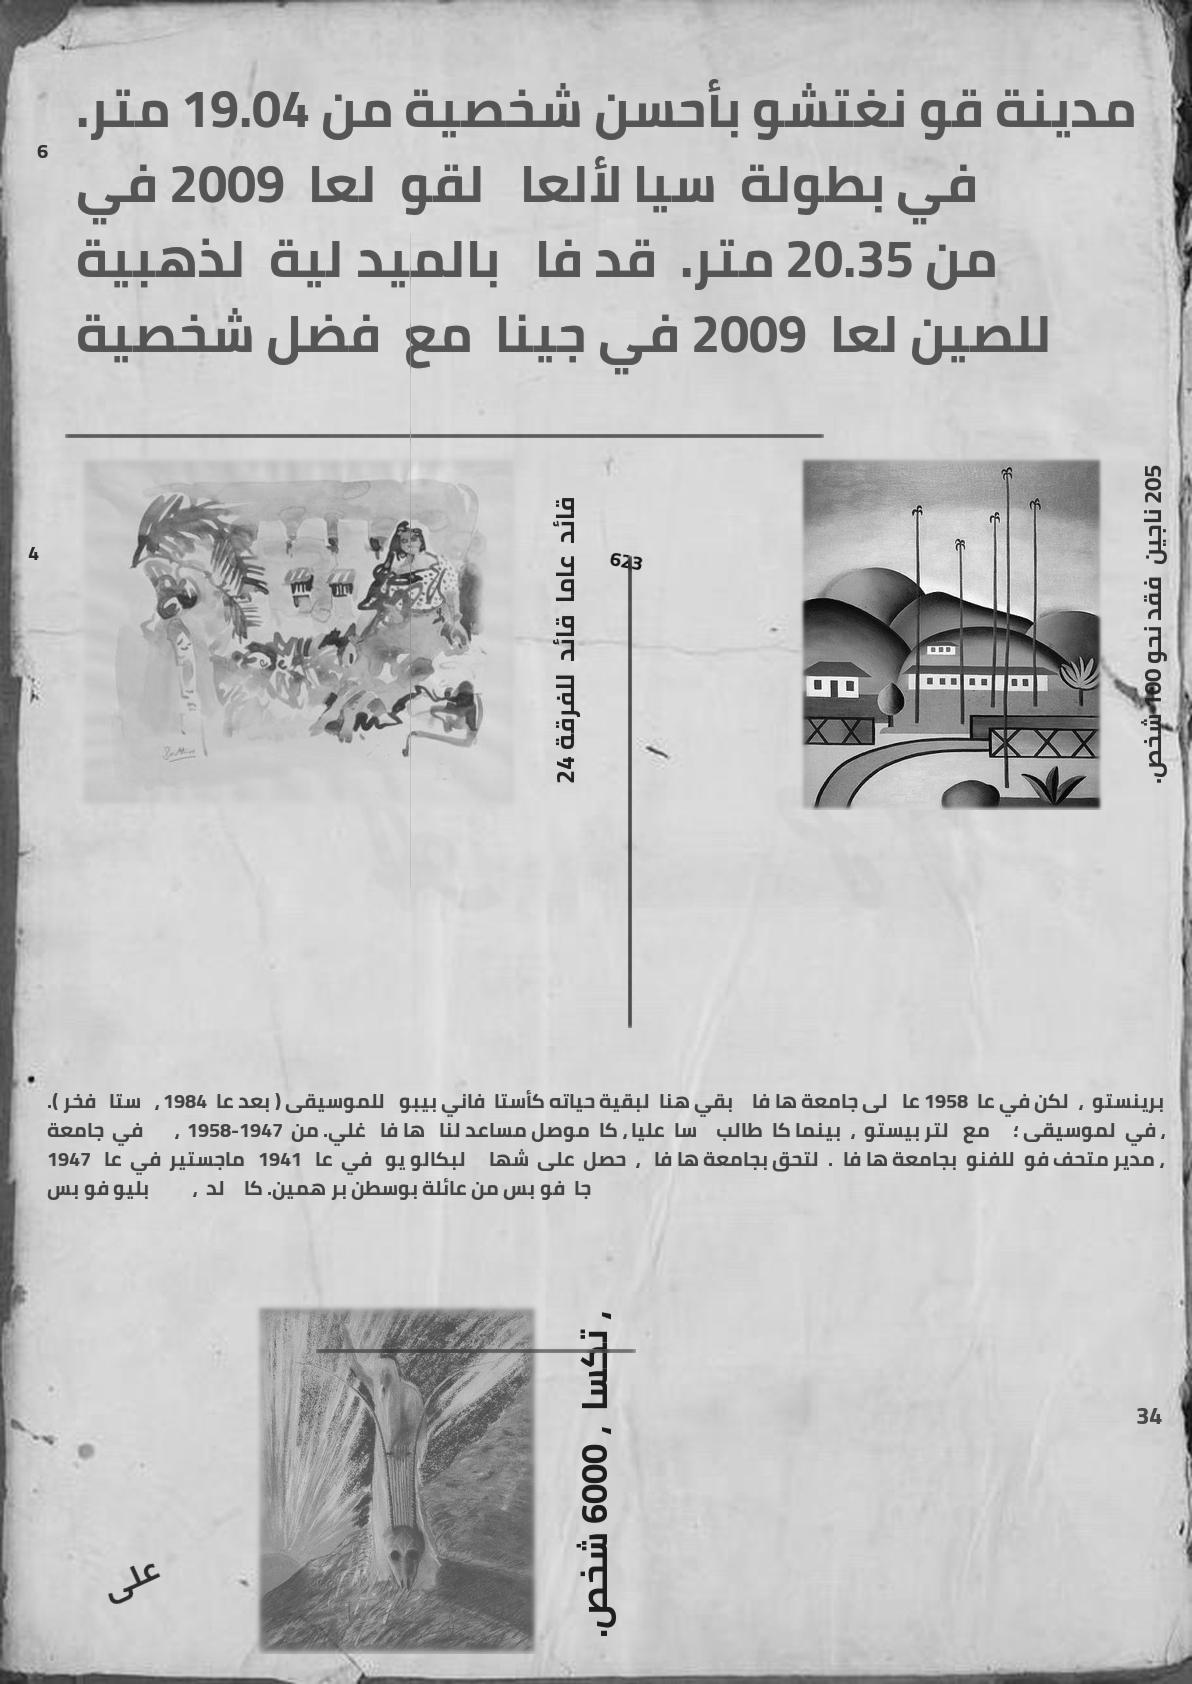 مدينة قو نغتشو بأحسن شخصية من 19.04 متر.
في بطولة سيا لألعا لقو لعا 2009 في
من 20.35 متر. قد فا بالميد لية لذهبية
للصين لعا 2009 في جينا مع فضل شخصية
6
4
قائد عاما قائد للفرقة 24
623
205 ناجين فقد نحو 100 شخص.
برينستو , لكن في عا 1958 عا لى جامعة ها فا بقي هنا لبقية حياته كأستا فاني بيبو للموسيقى ( بعد عا 1984 , ستا فخر ).
, في لموسيقى ؛ مع لتر بيستو , بينما كا طالب سا عليا , كا موصل مساعد لنا ها فا غلي. من 1947-1958 , في جامعة
, مدير متحف فو للفنو بجامعة ها فا . لتحق بجامعة ها فا , حصل على شها لبكالو يو في عا 1941 ماجستير في عا 1947
جا فو بس من عائلة بوسطن بر همين. كا لد , بليو فو بس
, تكسا , 6000 شخص.
34
على